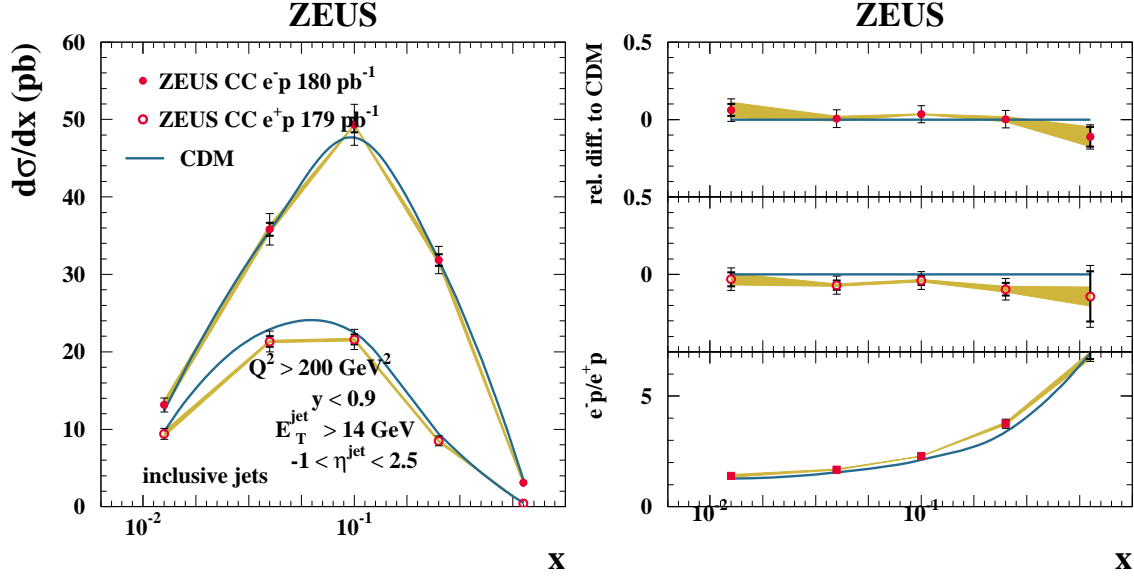 ZEUS
dσ/dx (pb)
60
50
40
30
20
10
0
ZEUS CC e⁻p 180 pb⁻¹
ZEUS CC e⁺p 179 pb⁻¹
CDM
Q² > 200 GeV²
y < 0.9
E_T^jet > 14 GeV
-1 < η^jet < 2.5
inclusive jets
10⁻²
10⁻¹
x
ZEUS
rel. diff. to CDM
0.5
0
0.5
0
e⁻p/e⁺p
5
0
10⁻²
10⁻¹
x